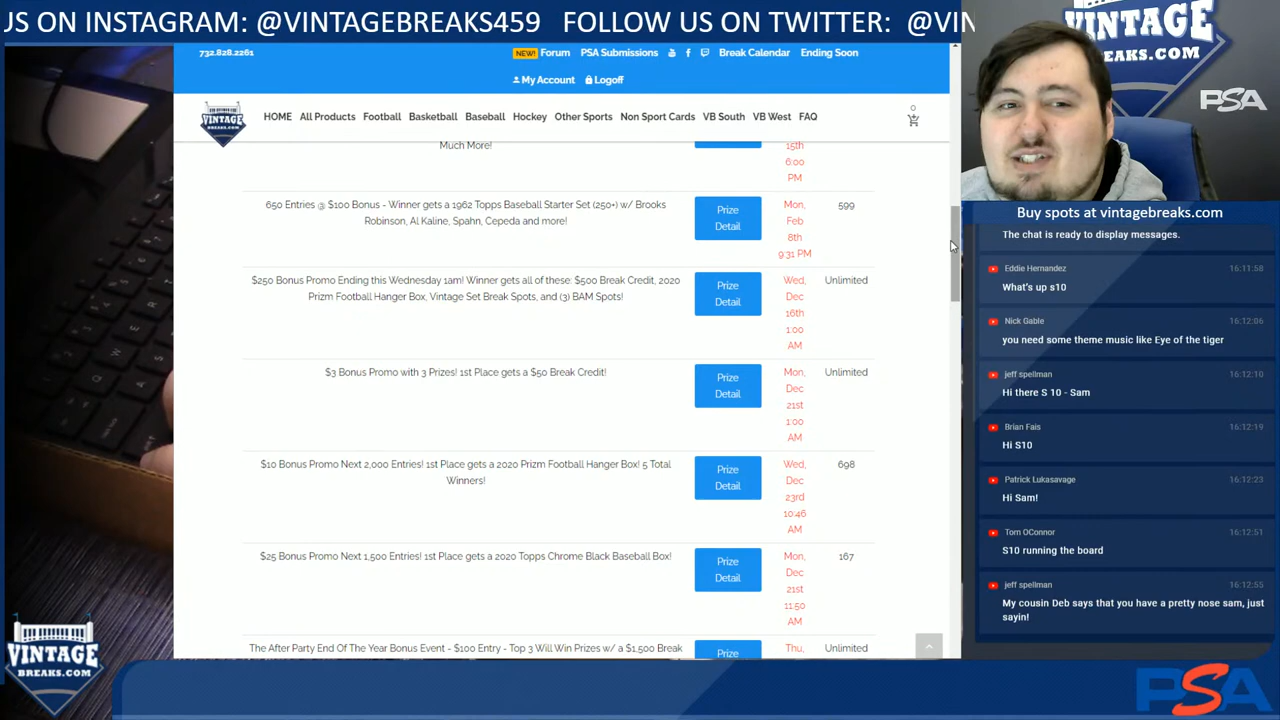 US ON INSTAGRAM: @VINTAGEBREAKS459 FOLLOW US ON TWITTER: @VIN
732.828.2261
NEW! Forum PSA Submissions Break Calendar Ending Soon
My Account Logoff
VINTAGE BREAKS.COM
HOME All Products Football Basketball Baseball Hockey Other Sports Non Sport Cards VB South VB West FAQ
0
Much More!
15th
6:00
PM
650 Entries @ $100 Bonus - Winner gets a 1962 Topps Baseball Starter Set (250+) w/ Brooks
Robinson, Al Kaline, Spahn, Cepeda and more!
Prize
Detail
Mon,
Feb
8th
9:31 PM
599
$250 Bonus Promo Ending this Wednesday 1am! Winner gets all of these: $500 Break Credit, 2020
Prizm Football Hanger Box, Vintage Set Break Spots, and (3) BAM Spots!
Prize
Detail
Wed,
Dec
16th
1:00
AM
Unlimited
$3 Bonus Promo with 3 Prizes! 1st Place gets a $50 Break Credit!
Prize
Detail
Mon,
Dec
21st
1:00
AM
Unlimited
$10 Bonus Promo Next 2,000 Entries! 1st Place gets a 2020 Prizm Football Hanger Box! 5 Total
Winners!
Prize
Detail
Wed,
Dec
23rd
10:46
AM
698
$25 Bonus Promo Next 1,500 Entries! 1st Place gets a 2020 Topps Chrome Black Baseball Box!
Prize
Detail
Mon,
Dec
21st
11:50
AM
167
The After Party End Of The Year Bonus Event - $100 Entry - Top 3 Will Win Prizes w/ a $1,500 Break
Prize
Thu,
Unlimited
VINTAGE
BREAKS.COM
PSA
Buy spots at vintagebreaks.com
The chat is ready to display messages.
Eddie Hernandez 16:11:58
What's up s10
Nick Gable 16:12:06
you need some theme music like Eye of the tiger
jeff spellman 16:12:10
Hi there S 10 - Sam
Brian Fais 16:12:19
Hi S10
Patrick Lukasavage 16:12:23
Hi Sam!
Tom OConnor 16:12:51
S10 running the board
jeff spellman 16:12:55
My cousin Deb says that you have a pretty nose sam, just
sayin!
VINTAGE
BREAKS.COM
PSA